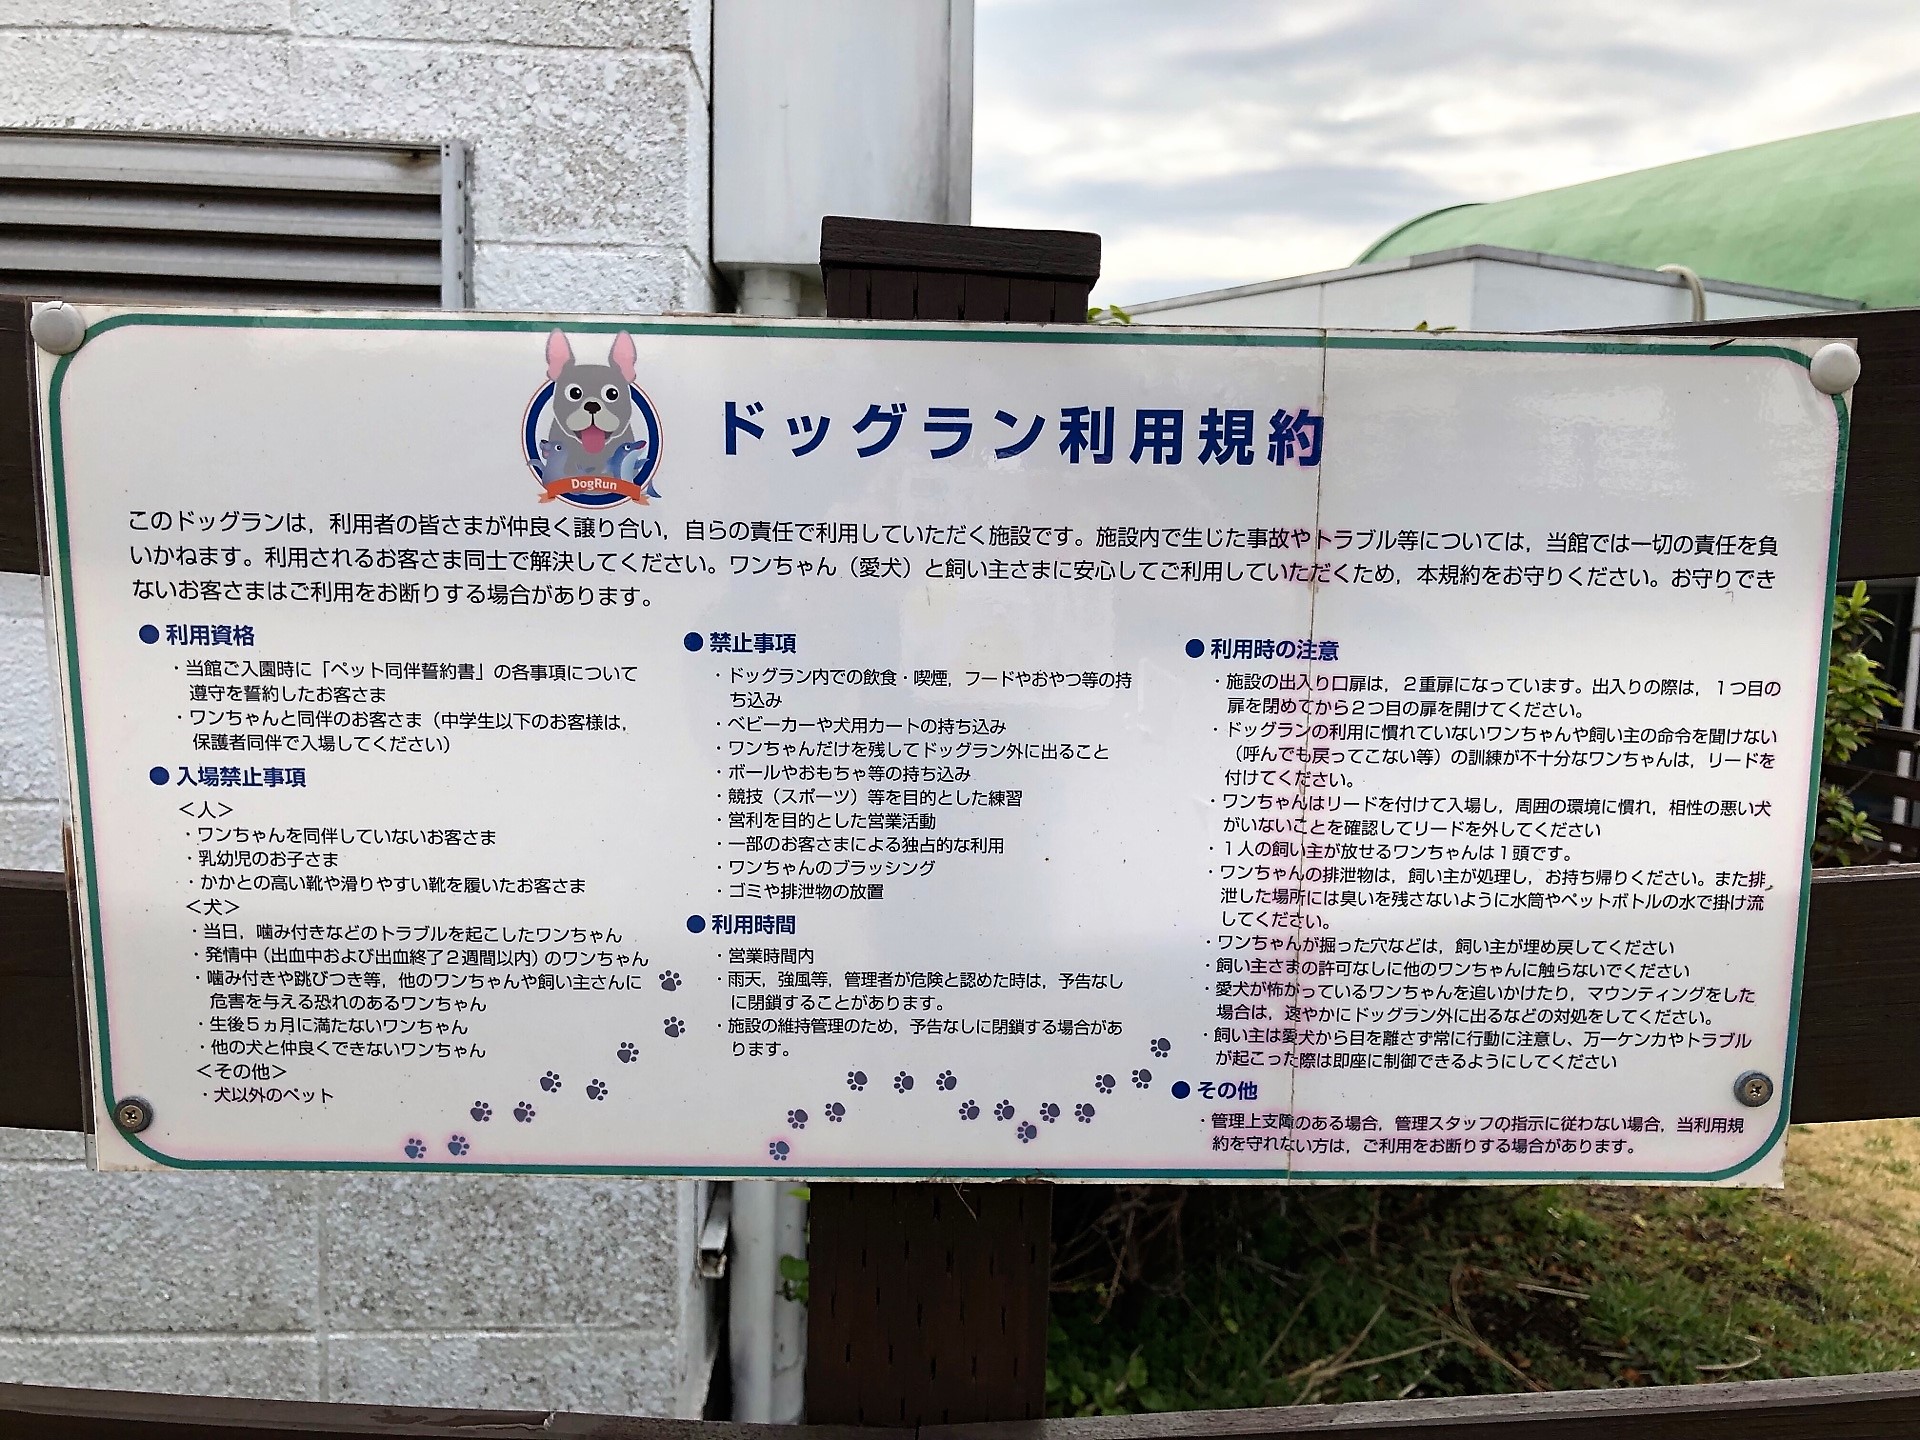 DogRun
ドッグラン利用規約
このドッグランは，利用者の皆さまが仲良く譲り合い，自らの責任で利用していただく施設です。施設内で生じた事故やトラブル等については，当館では一切の責任を負
いかねます。利用されるお客さま同士で解決してください。ワンちゃん（愛犬）と飼い主さまに安心してご利用していただくため，本規約をお守りください。お守りでき
ないお客さまはご利用をお断りする場合があります。
●利用資格
・当館ご入園時に「ペット同伴誓約書」の各事項について
遵守を誓約したお客さま
・ワンちゃんと同伴のお客さま（中学生以下のお客様は，
保護者同伴で入場してください）
●入場禁止事項
＜人＞
・ワンちゃんを同伴していないお客さま
・乳幼児のお子さま
・かかとの高い靴や滑りやすい靴を履いたお客さま
＜犬＞
・当日，噛み付きなどのトラブルを起こしたワンちゃん
・発情中（出血中および出血終了２週間以内）のワンちゃん
・噛み付きや跳びつき等，他のワンちゃんや飼い主さんに
危害を与える恐れのあるワンちゃん
・生後５ヵ月に満たないワンちゃん
・他の犬と仲良くできないワンちゃん
＜その他＞
・犬以外のペット
●禁止事項
・ドッグラン内での飲食・喫煙，フードやおやつ等の持
ち込み
・ベビーカーや犬用カートの持ち込み
・ワンちゃんだけを残してドッグラン外に出ること
・ボールやおもちゃ等の持ち込み
・競技（スポーツ）等を目的とした練習
・営利を目的とした営業活動
・一部のお客さまによる独占的な利用
・ワンちゃんのブラッシング
・ゴミや排泄物の放置
●利用時間
・営業時間内
・雨天，強風等，管理者が危険と認めた時は，予告なし
に閉鎖することがあります。
・施設の維持管理のため，予告なしに閉鎖する場合があ
ります。
●利用時の注意
・施設の出入り口扉は，２重扉になっています。出入りの際は，１つ目の
扉を閉めてから２つ目の扉を開けてください。
・ドッグランの利用に慣れていないワンちゃんや飼い主の命令を聞けない
（呼んでも戻ってこない等）の訓練が不十分なワンちゃんは，リードを
付けてください。
・ワンちゃんはリードを付けて入場し，周囲の環境に慣れ，相性の悪い犬
がいないことを確認してリードを外してください
・１人の飼い主が放せるワンちゃんは１頭です。
・ワンちゃんの排泄物は，飼い主が処理し，お持ち帰りください。また排
泄した場所には臭いを残さないように水筒やペットボトルの水で掛け流
してください。
・ワンちゃんが掘った穴などは，飼い主が埋め戻してください
・飼い主さまの許可なしに他のワンちゃんに触らないでください
・愛犬が怖がっているワンちゃんを追いかけたり，マウンティングをした
場合は，速やかにドッグラン外に出るなどの対処をしてください。
・飼い主は愛犬から目を離さず常に行動に注意し、万一ケンカやトラブル
が起こった際は即座に制御できるようにしてください
●その他
・管理上支障のある場合，管理スタッフの指示に従わない場合，当利用規
約を守れない方は，ご利用をお断りする場合があります。